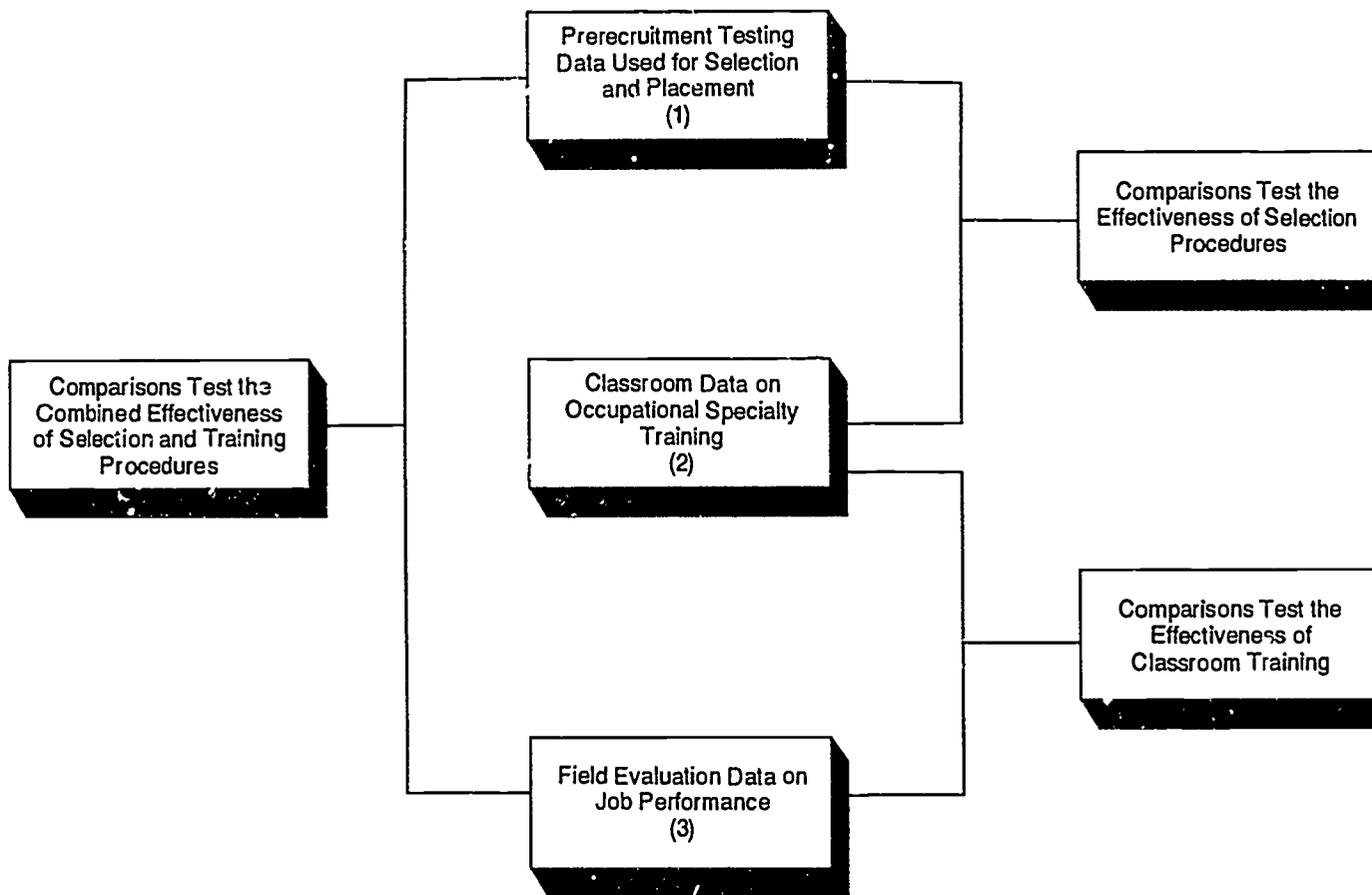 Prerecruitment Testing
Data Used for Selection
and Placement
(1)
Comparisons Test the
Effectiveness of Selection
Procedures
Comparisons Test the
Combined Effectiveness
of Selection and Training
Procedures
Classroom Data on
Occupational Specialty
Training
(2)
Comparisons Test the
Effectiveness of
Classroom Training
Field Evaluation Data on
Job Performance
(3)